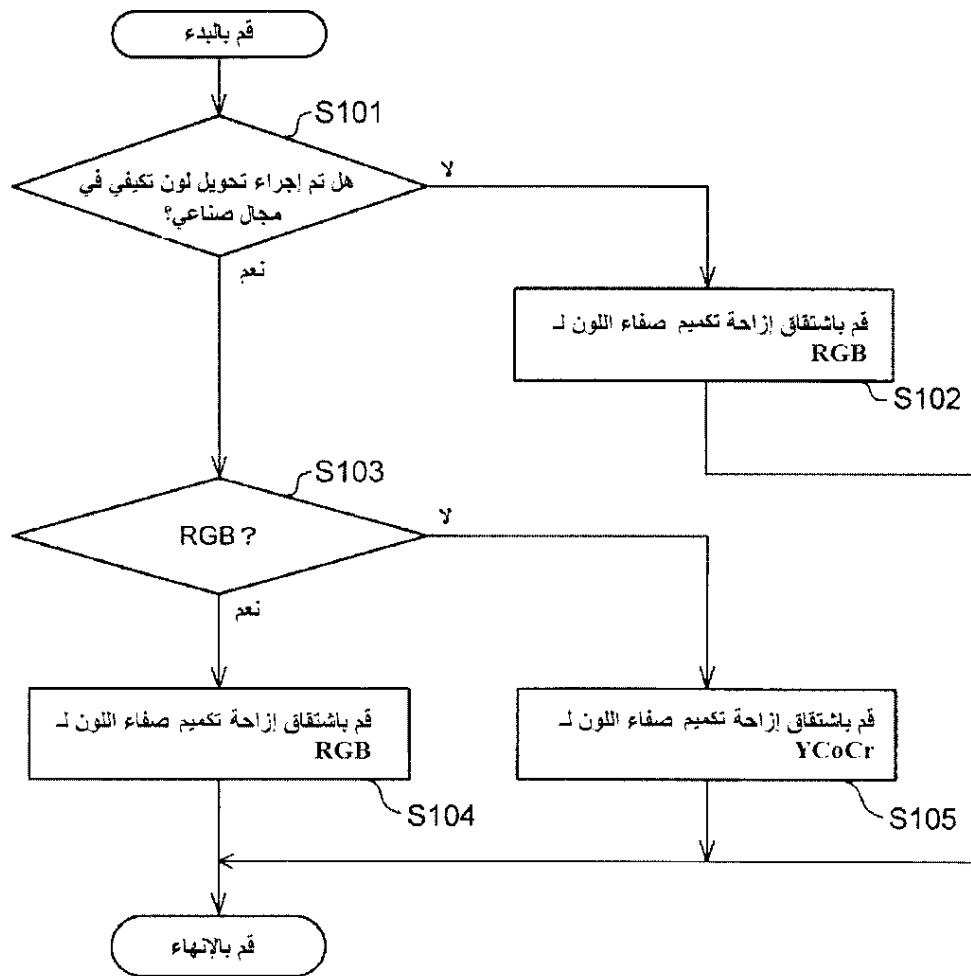 قم بالبدء
S101
هل تم إجراء تحويل لون تكيفي في
مجال صناعي؟
لا
نعم
قم باشتقاق إزاحة تكميم صفاء اللون لـ
RGB
S102
S103
RGB ?
لا
نعم
قم باشتقاق إزاحة تكميم صفاء اللون لـ
RGB
S104
قم باشتقاق إزاحة تكميم صفاء اللون لـ
YCoCr
S105
قم بالإنهاء